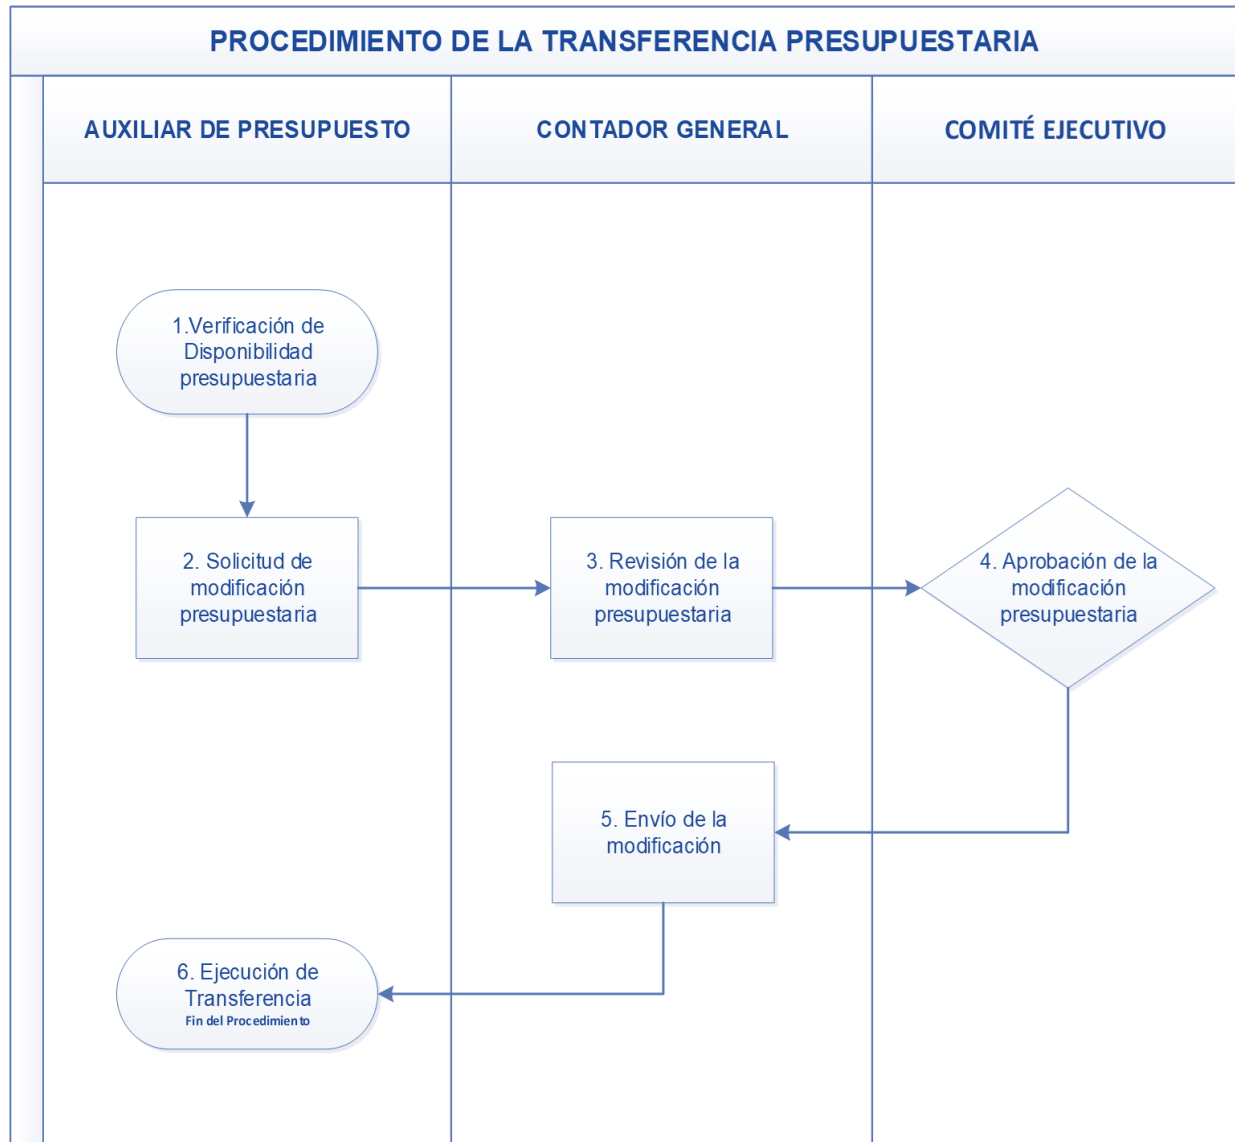 PROCEDIMIENTO DE LA TRANSFERENCIA PRESUPUESTARIA
AUXILIAR DE PRESUPUESTO
CONTADOR GENERAL
COMITÉ EJECUTIVO
1.Verificación de
Disponibilidad
presupuestaria
2. Solicitud de
modificación
presupuestaria
3. Revisión de la
modificación
presupuestaria
4. Aprobación de la
modificación
presupuestaria
5. Envío de la
modificación
6. Ejecución de
Transferencia
Fin del Procedimiento